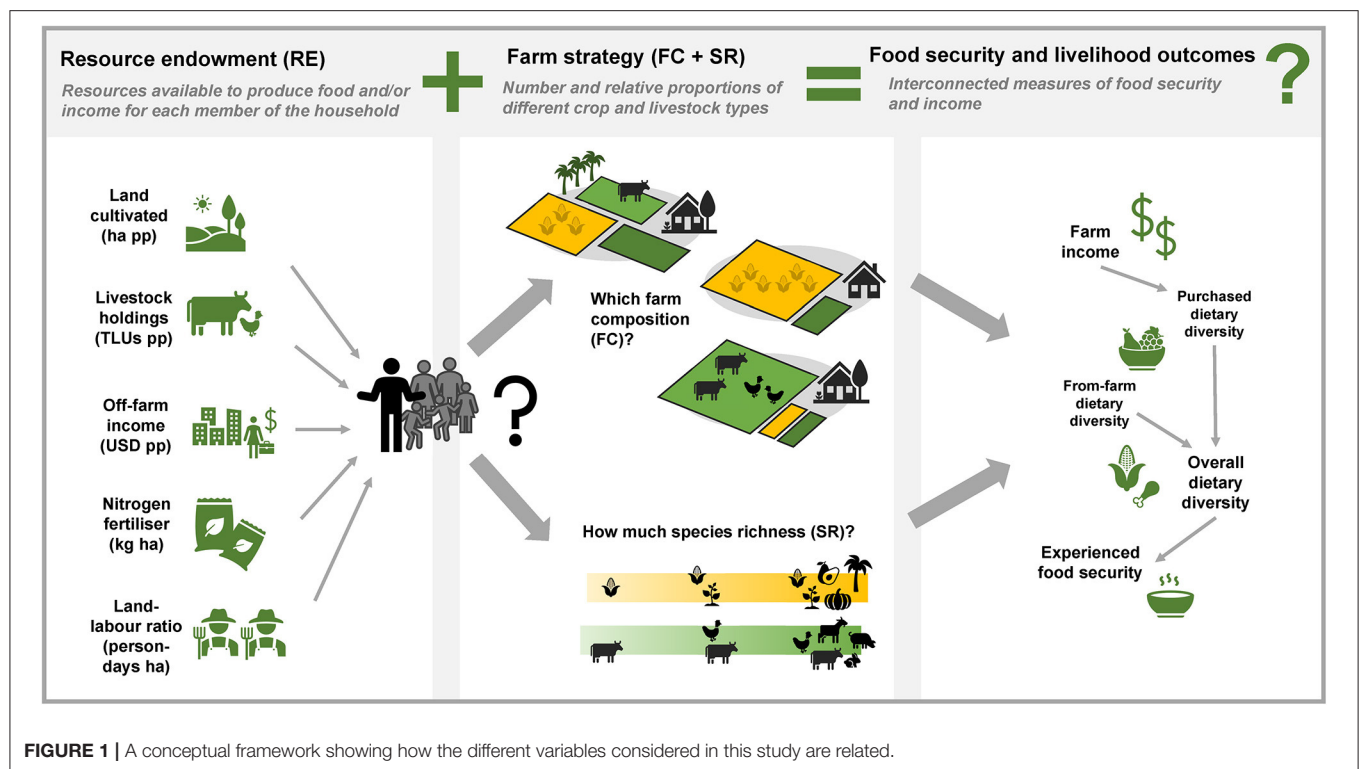 Resource endowment (RE)
Resources available to produce food and/or
income for each member of the household
+
Farm strategy (FC + SR)
Number and relative proportions of
different crop and livestock types
=
Food security and livelihood outcomes
Interconnected measures of food security
and income
?
Land
cultivated
(ha pp)
Livestock
holdings
(TLUs pp)
Off-farm
income
(USD pp)
$
Nitrogen
fertiliser
(kg ha)
Land-
labour ratio
(person-
days ha)
?
Which farm
composition
(FC)?
How much species richness (SR)?
Farm
income
$$
Purchased
dietary
diversity
From-farm
dietary
diversity
Overall
dietary
diversity
Experienced
food security
FIGURE 1 | A conceptual framework showing how the different variables considered in this study are related.